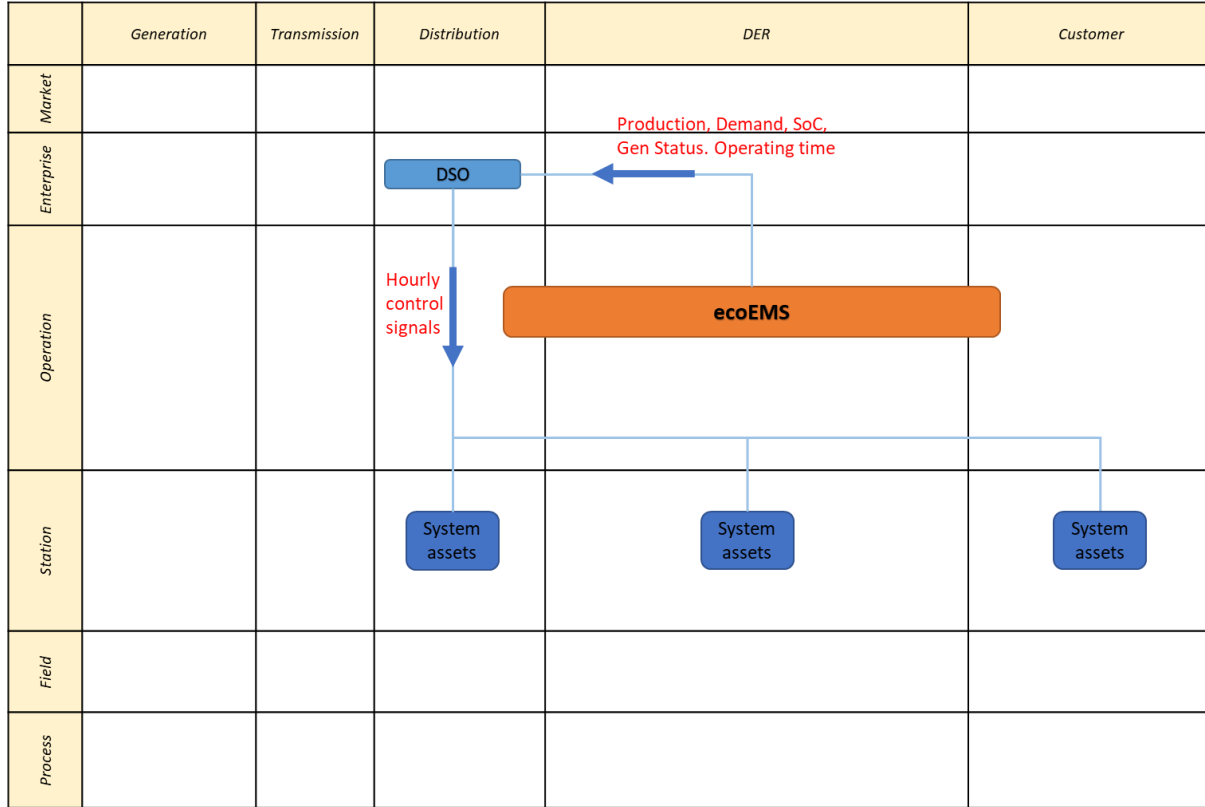 Generation
Transmission
Distribution
DER
Customer
Market
Enterprise
Production, Demand, SoC,
Gen Status. Operating time
DSO
Operation
Hourly
control
signals
ecoEMS
Station
System
assets
System
assets
System
assets
Field
Process